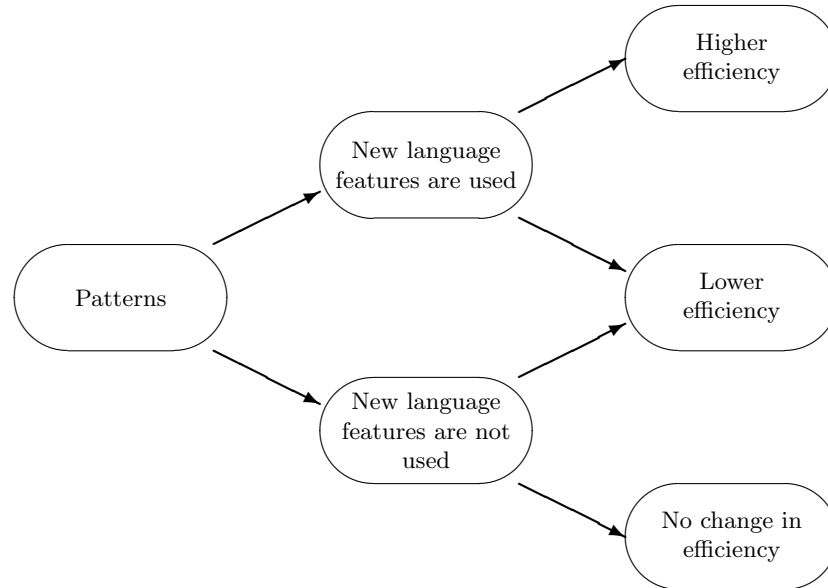 Higher
efficiency
New language
features are used
Patterns
Lower
efficiency
New language
features are not
used
No change in
efficiency